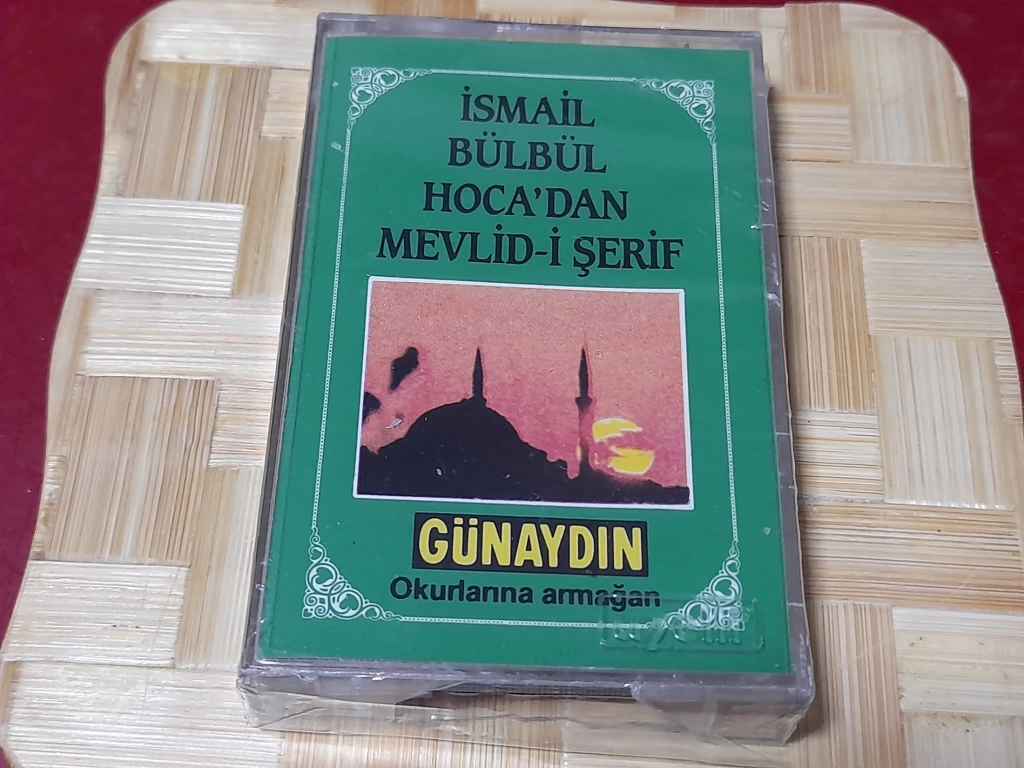 İSMAİL
BÜLBÜL
HOCA'DAN
MEVLİD-İ ŞERİF
GÜNAYDIN
Okurlarına armağan